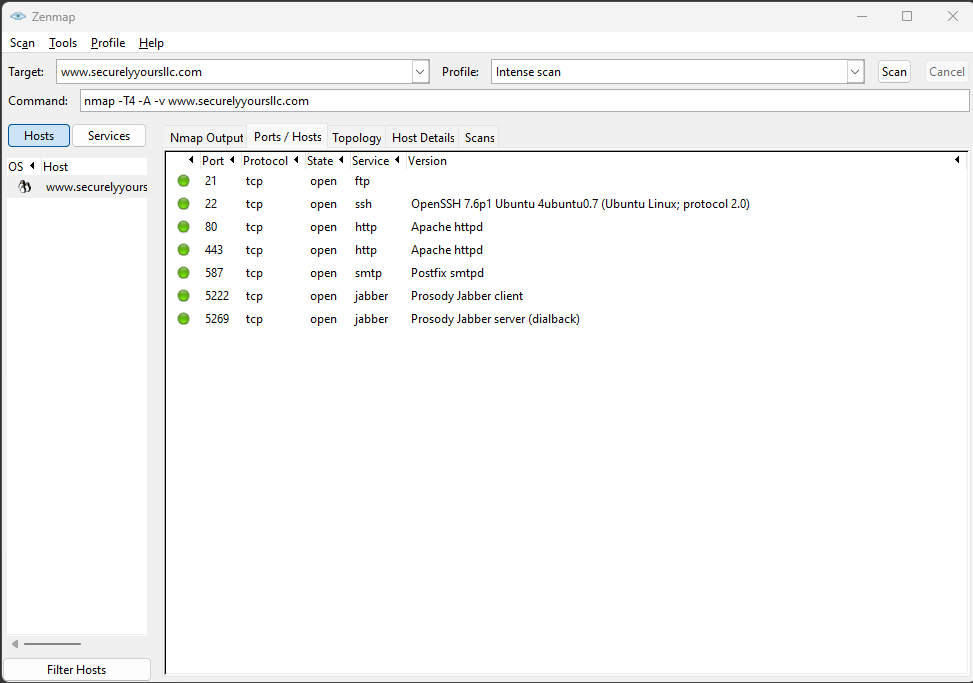 Zenmap
Scan Tools Profile Help
Target: www.securelyyoursllc.com Profile: Intense scan Scan Cancel
Command: nmap -T4 -A -v www.securelyyoursllc.com
Hosts Services Nmap Output Ports / Hosts Topology Host Details Scans
OS Host Port Protocol State Service Version
www.securelyyours
21 tcp open ftp
22 tcp open ssh OpenSSH 7.6p1 Ubuntu 4ubuntu0.7 (Ubuntu Linux; protocol 2.0)
80 tcp open http Apache httpd
443 tcp open http Apache httpd
587 tcp open smtp Postfix smtpd
5222 tcp open jabber Prosody Jabber client
5269 tcp open jabber Prosody Jabber server (dialback)
Filter Hosts